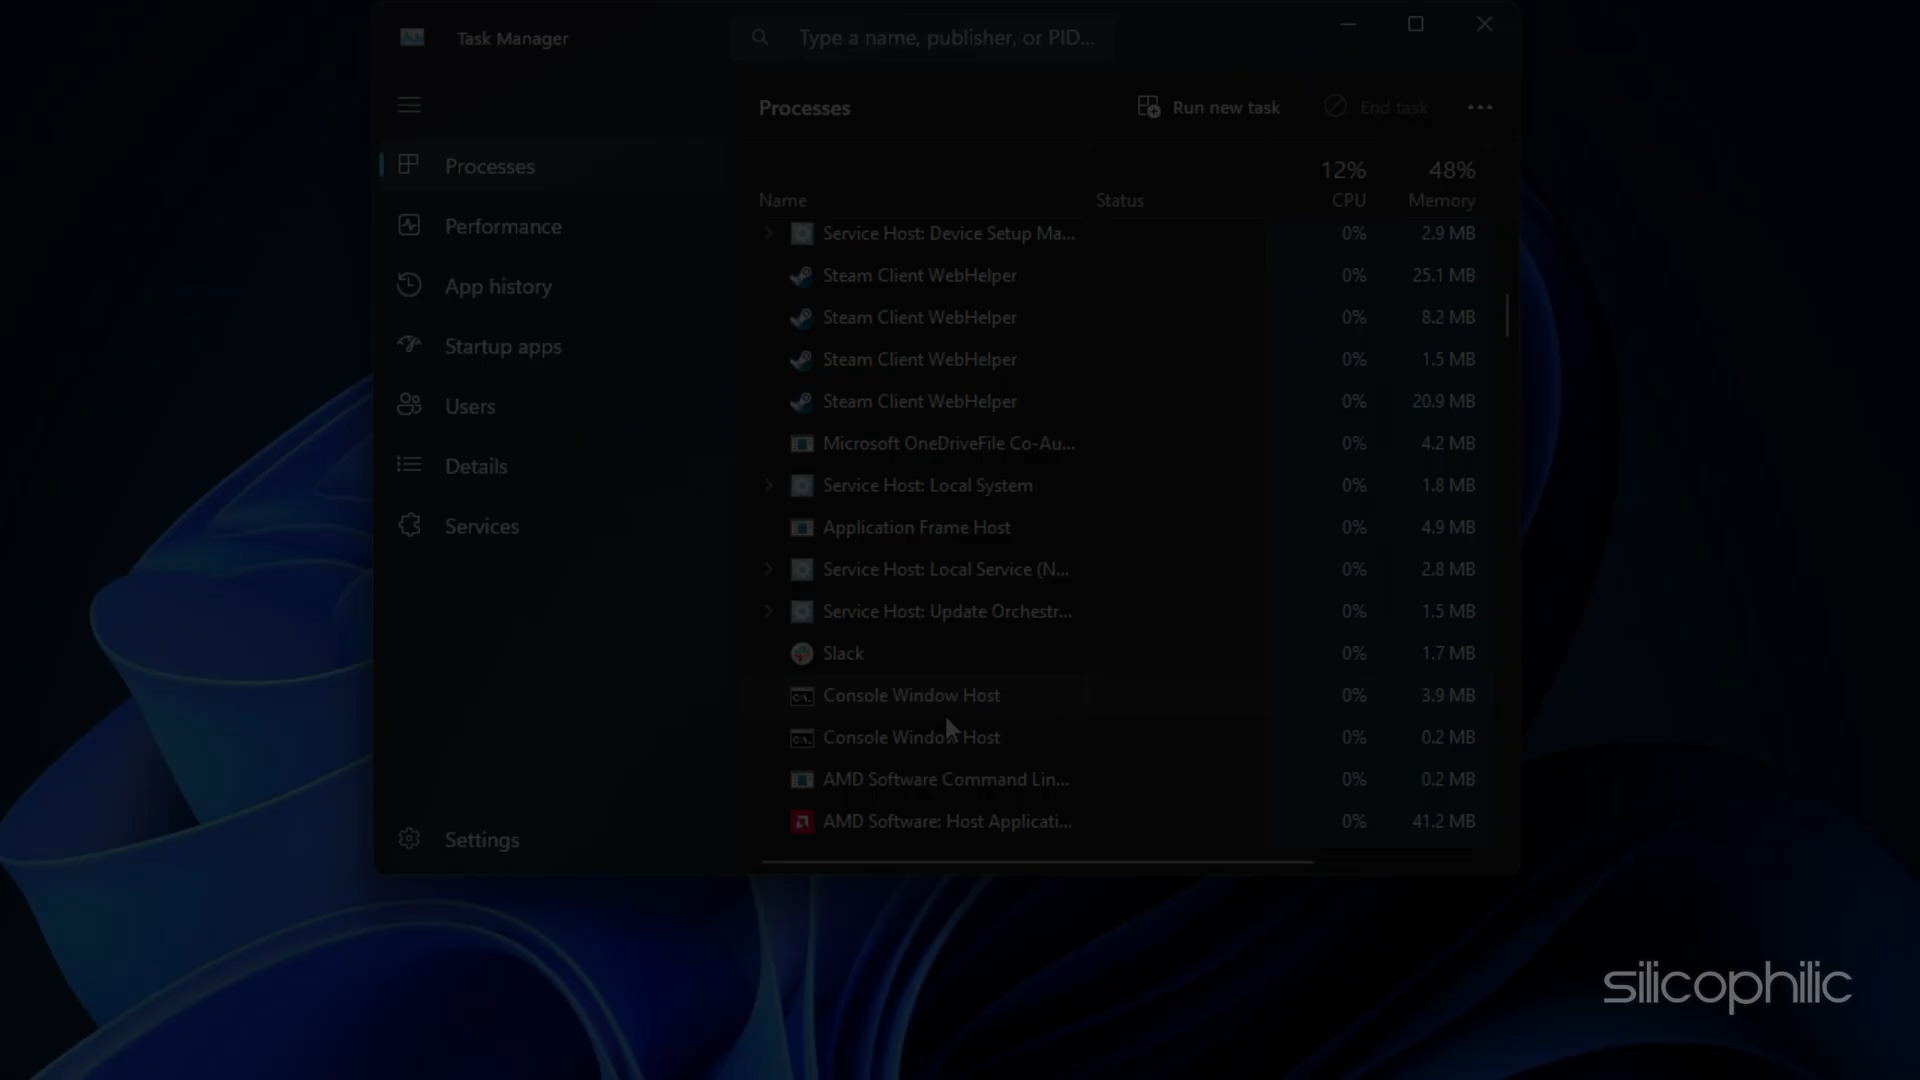 Task Manager
Type a name, publisher, or PID...
Processes
Run new task
End task
Processes
Performance
App history
Startup apps
Users
Details
Services
Settings
12%
48%
Name
Status
CPU
Memory
Service Host: Device Setup Ma... 0% 2.9 MB
Steam Client WebHelper 0% 25.1 MB
Steam Client WebHelper 0% 8.2 MB
Steam Client WebHelper 0% 1.5 MB
Steam Client WebHelper 0% 20.9 MB
Microsoft OneDriveFile Co-Au... 0% 4.2 MB
Service Host: Local System 0% 1.8 MB
Application Frame Host 0% 4.9 MB
Service Host: Local Service (N... 0% 2.8 MB
Service Host: Update Orchestr... 0% 1.5 MB
Slack 0% 1.7 MB
Console Window Host 0% 3.9 MB
Console Window Host 0% 0.2 MB
AMD Software Command Lin... 0% 0.2 MB
AMD Software: Host Applicati... 0% 41.2 MB
silicophilic